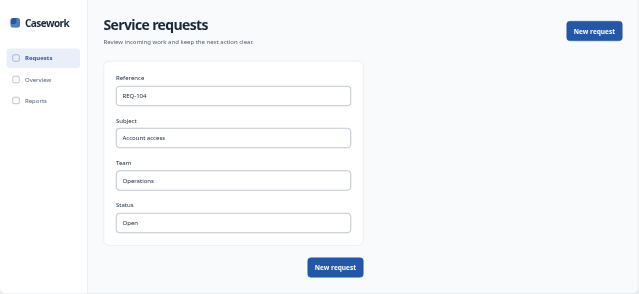 Casework
Requests
Overview
Reports
Service requests
Review incoming work and keep the next action clear.
New request
Reference
REQ-104
Subject
Account access
Team
Operations
Status
Open
New request